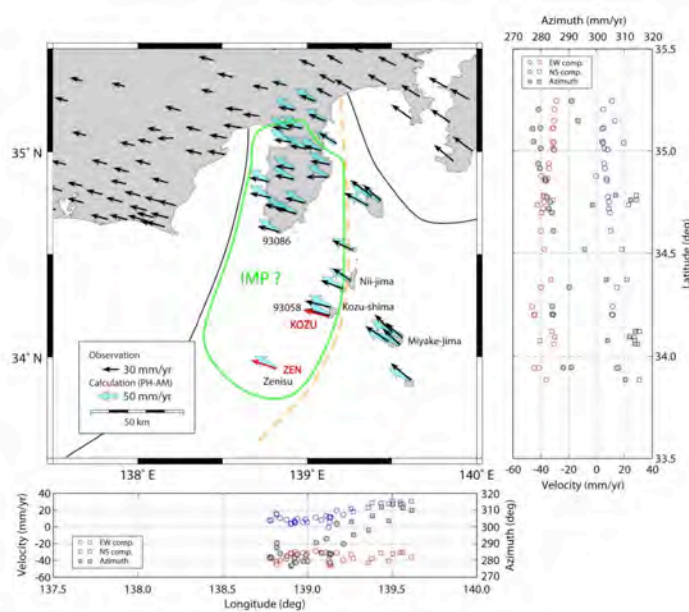 Azimuth (mm/yr)
280 290 300 310 320
35.5
EW comp.
NS comp.
Azimuth
35° N
35.0
93086
34.5
IMP ?
Nii-jima
93058
Kozu-shima
KOZU
Miyake-jima
34° N
34.0
Observation
30 mm/yr
Calculation (PH-AM)
50 mm/yr
50 km
ZEN
Zenisu
33.5
138° E 139° E 140° E
-60 -40 -20 0 20 40
Velocity (mm/yr)
Latitude (deg)
Velocity (mm/yr)
40
20
0
-20
-40
-60
EW comp.
NS comp.
Azimuth
320
310
300
290
280
270
Azimuth (deg)
137.5 138.0 138.5 139.0 139.5 140.0
Longitude (deg)